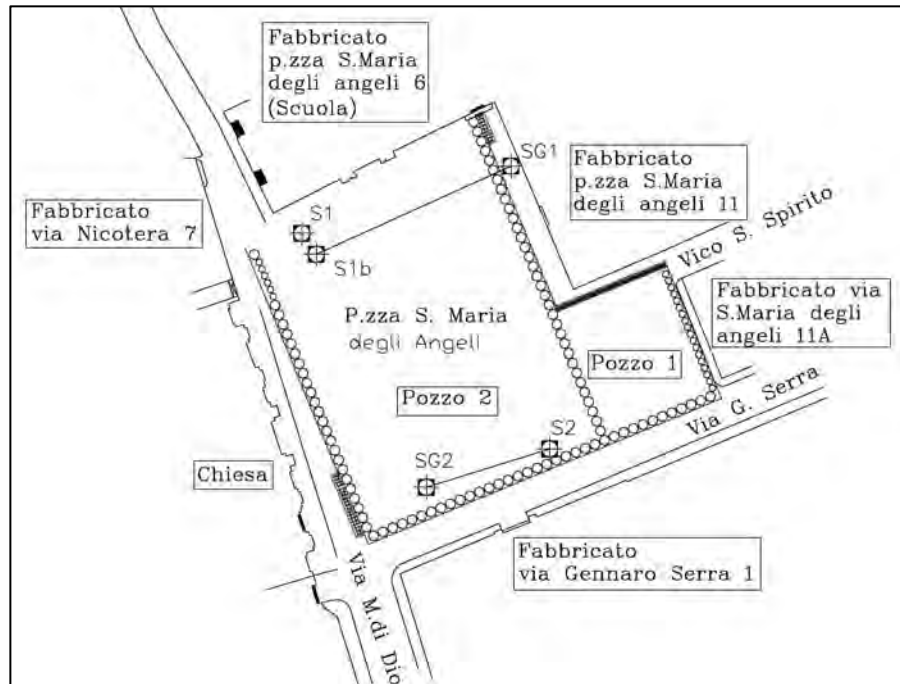 Fabbricato
p.zza S.Maria
degli angeli 6
(Scuola)
SG1
Fabbricato
p.zza S.Maria
degli angeli 11
Fabbricato
via Nicotera 7
S1
S1b
Vico S. Spirito
Fabbricato via
S.Maria degli
angeli 11A
P.zza S. Maria
degli Angeli
Pozzo 1
Pozzo 2
Via G. Serra
S2
SG2
Chiesa
Fabbricato
via Gennaro Serra 1
Via M.di Dio